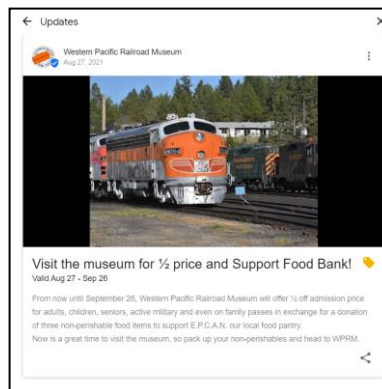 Updates
Western Pacific Railroad Museum
Aug 27, 2021
Visit the museum for ½ price and Support Food Bank!
Valid Aug 27 - Sep 26
From now until September 26, Western Pacific Railroad Museum will offer ½ off admission price
for adults, children, seniors, active military and even on family passes in exchange for a donation
of three non-perishable food items to support E.P.C.A.N. our local food pantry.
Now is a great time to visit the museum, so pack up your non-perishables and head to WPRM.